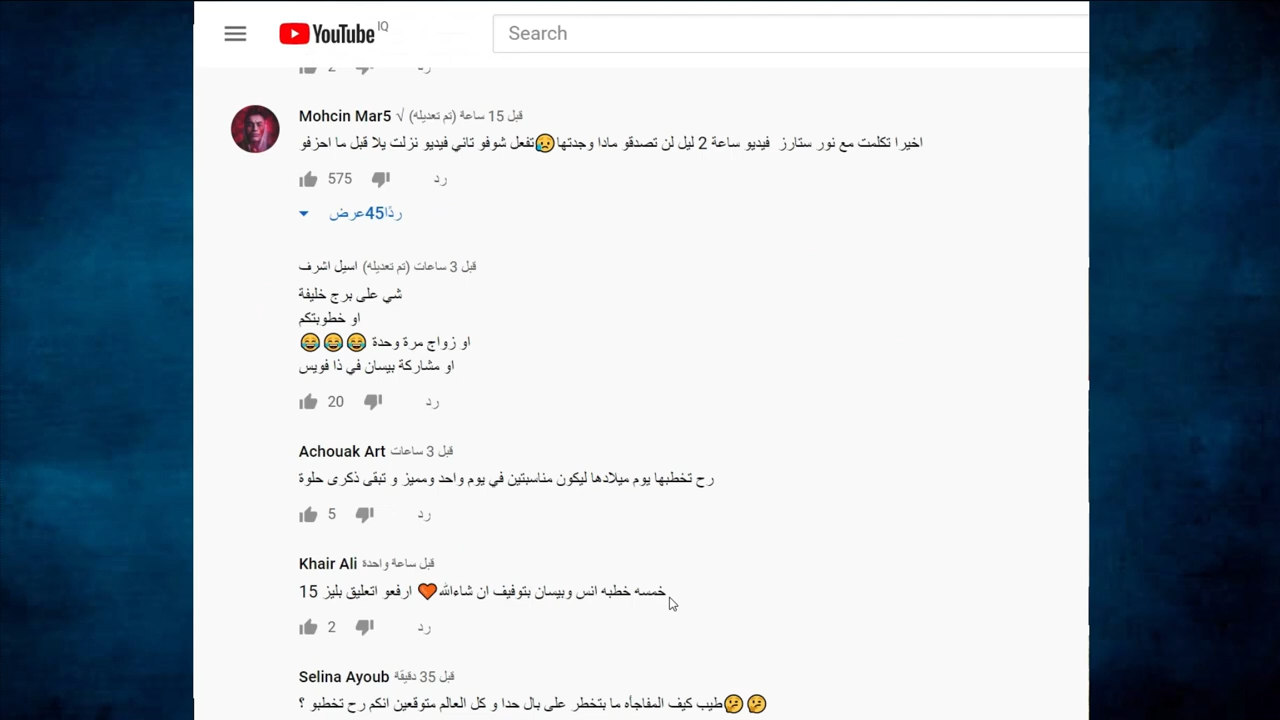 YouTube IQ
Search
2 رد
Mohcin Mar5 √ قبل 15 ساعة (تم تعديله)
اخيرا تكلمت مع نور ستارز فيديو ساعة 2 ليل لن تصدقو مادا وجدتها😥تفعل شوفو تاني فيديو نزلت يلا قبل ما احزفو
575 رد
ردًا45عرض
اسيل اشرف قبل 3 ساعات (تم تعديله)
شي على برج خليفة
او خطوبتكم
او زواج مرة وحدة 😂😂😂
او مشاركة بيسان في ذا فويس
20 رد
Achouak Art قبل 3 ساعات
رح تخطبها يوم ميلادها ليكون مناسبتين في يوم واحد ومميز و تبقى ذكرى حلوة
5 رد
Khair Ali قبل ساعة واحدة
خمسه خطبه انس وبيسان بتوفيف ان شاءالله🧡 ارفعو اتعليق بليز 15
2 رد
Selina Ayoub قبل 35 دقيقة
🤔🤔طيب كيف المفاجأه ما بتخطر على بال حدا و كل العالم متوقعين انكم رح تخطبو ؟